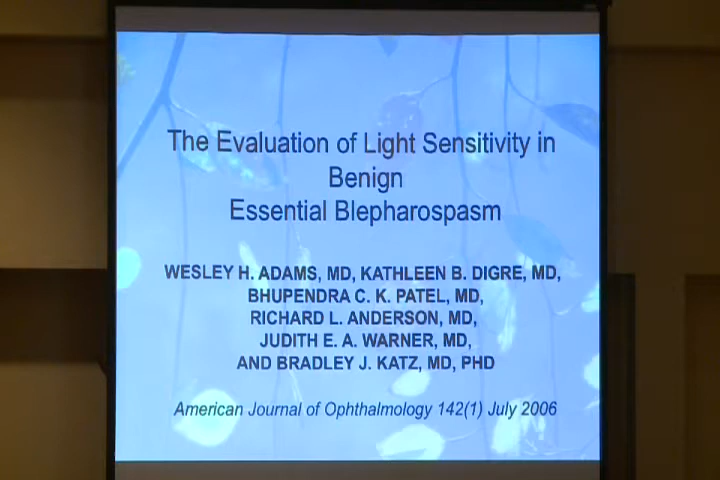 The Evaluation of Light Sensitivity in
Benign
Essential Blepharospasm
WESLEY H. ADAMS, MD, KATHLEEN B. DIGRE, MD,
BHUPENDRA C. K. PATEL, MD,
RICHARD L. ANDERSON, MD,
JUDITH E. A. WARNER, MD,
AND BRADLEY J. KATZ, MD, PHD
American Journal of Ophthalmology 142(1) July 2006